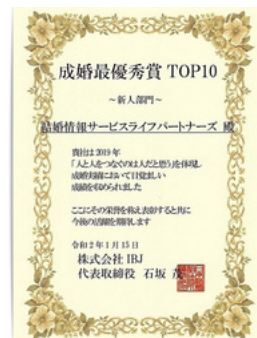 成婚最優秀賞 TOP10
～新人部門～
結婚情報サービスライフパートナーズ 殿
貴社は2019年
「人と人をつなぐのは人だと思う」を体現し
成婚実績において目覚ましい
成績を収められました
ここにその栄誉を称え表彰すると共に
今後の活躍を期待します
令和2年1月15日
株式会社IBJ
代表取締役 石坂 茂